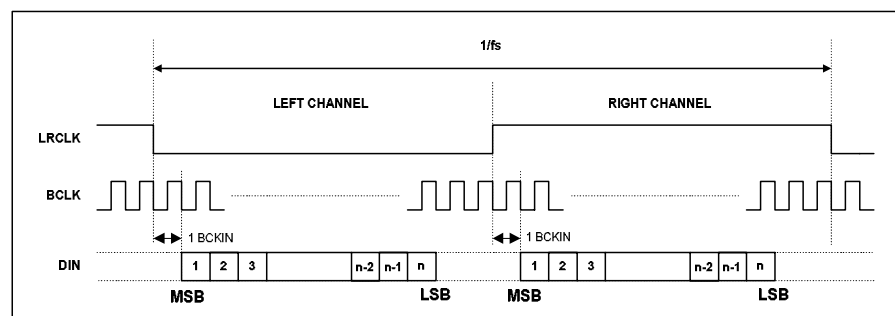 1/fs
LEFT CHANNEL RIGHT CHANNEL
LRCLK
BCLK
1 BCKIN 1 BCKIN
DIN 1 2 3 n-2 n-1 n 1 2 3 n-2 n-1 n
MSB LSB MSB LSB